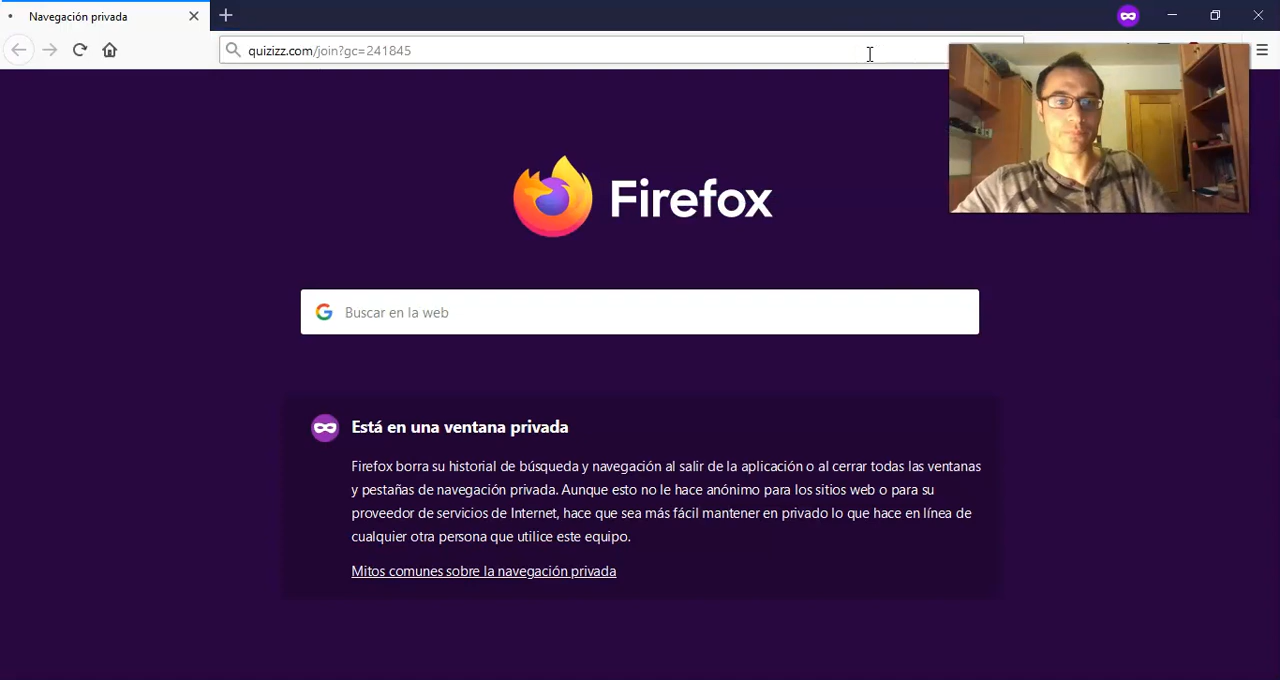 Navegación privada
quizizz.com/join?gc=241845
Firefox
Buscar en la web
Está en una ventana privada
Firefox borra su historial de búsqueda y navegación al salir de la aplicación o al cerrar todas las ventanas
y pestañas de navegación privada. Aunque esto no le hace anónimo para los sitios web o para su
proveedor de servicios de Internet, hace que sea más fácil mantener en privado lo que hace en línea de
cualquier otra persona que utilice este equipo.
Mitos comunes sobre la navegación privada